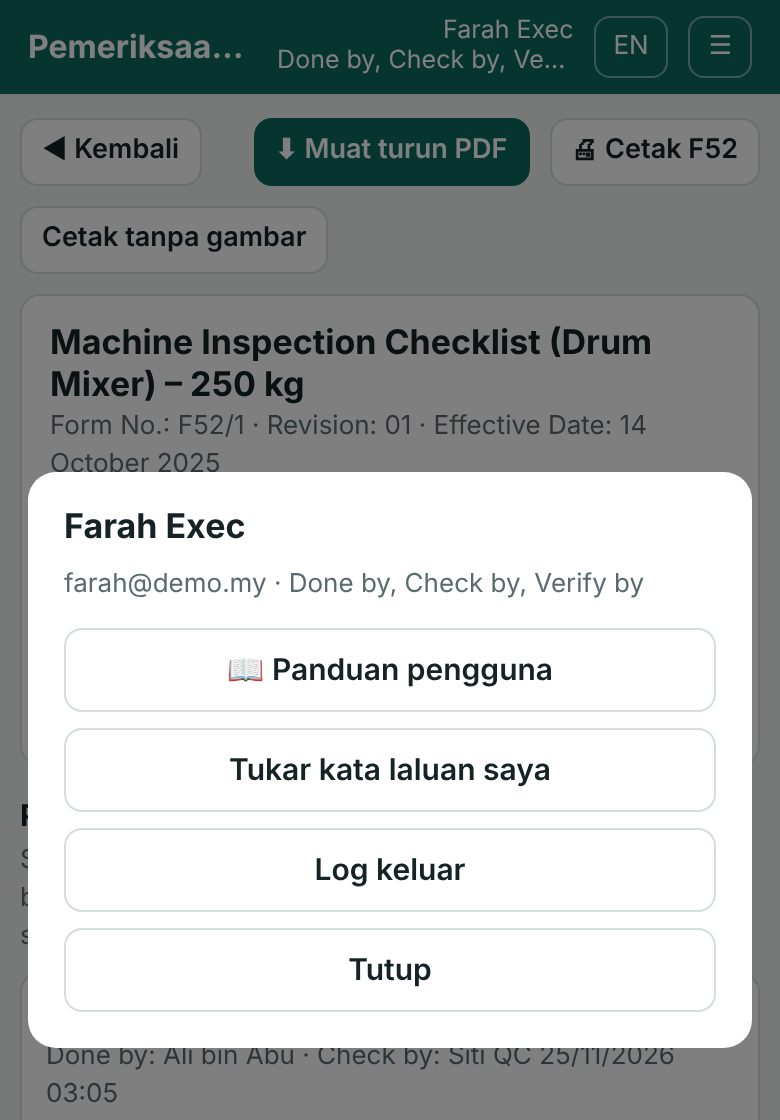 Pemeriksaa...
Farah Exec
Done by, Check by, Ve...
EN
☰
◀ Kembali
⬇ Muat turun PDF
🖨 Cetak F52
Cetak tanpa gambar
Machine Inspection Checklist (Drum
Mixer) – 250 kg
Form No.: F52/1 · Revision: 01 · Effective Date: 14
October 2025
Farah Exec
farah@demo.my · Done by, Check by, Verify by
📖 Panduan pengguna
Tukar kata laluan saya
Log keluar
Tutup
Done by: Ali bin Abu · Check by: Siti QC 25/11/2026
03:05